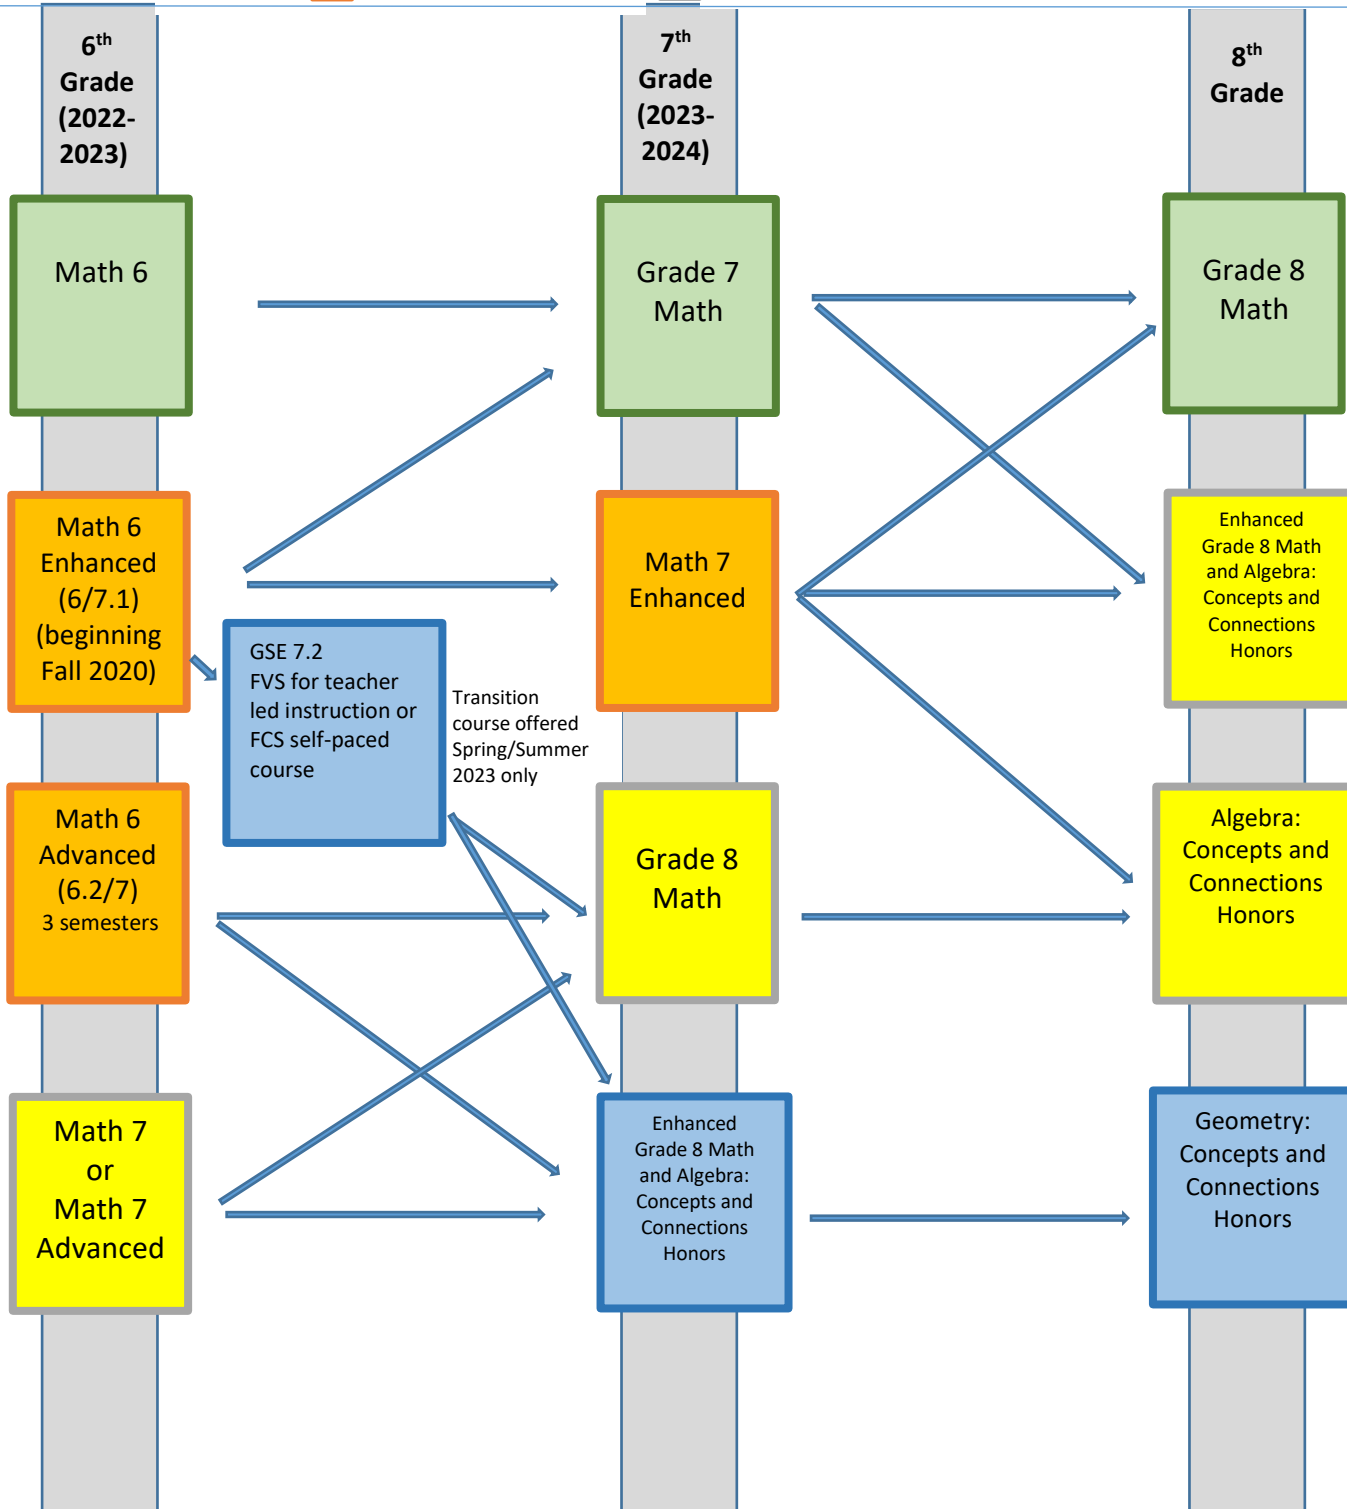 6th
Grade
(2022-
2023)
7th
Grade
(2023-
2024)
8th
Grade
Math 6
Grade 7
Math
Grade 8
Math
Math 6
Enhanced
(6/7.1)
(beginning
Fall 2020)
GSE 7.2
FVS for teacher
led instruction or
FCS self-paced
course
Transition
course offered
Spring/Summer
2023 only
Math 7
Enhanced
Enhanced
Grade 8 Math
and Algebra:
Concepts and
Connections
Honors
Math 6
Advanced
(6.2/7)
3 semesters
Grade 8
Math
Algebra:
Concepts and
Connections
Honors
Math 7
or
Math 7
Advanced
Enhanced
Grade 8 Math
and Algebra:
Concepts and
Connections
Honors
Geometry:
Concepts and
Connections
Honors